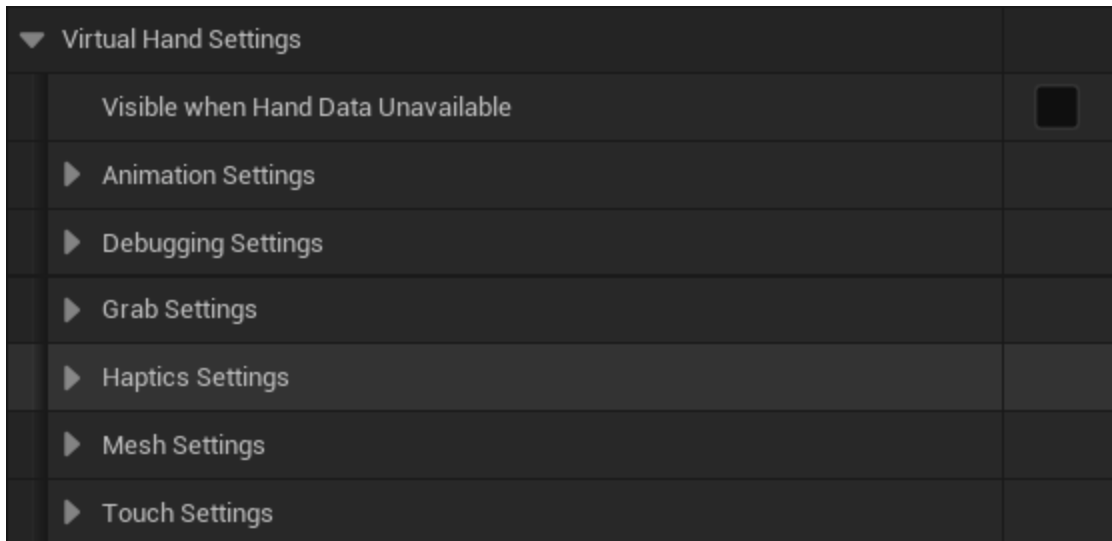 Virtual Hand Settings
Visible when Hand Data Unavailable
Animation Settings
Debugging Settings
Grab Settings
Haptics Settings
Mesh Settings
Touch Settings